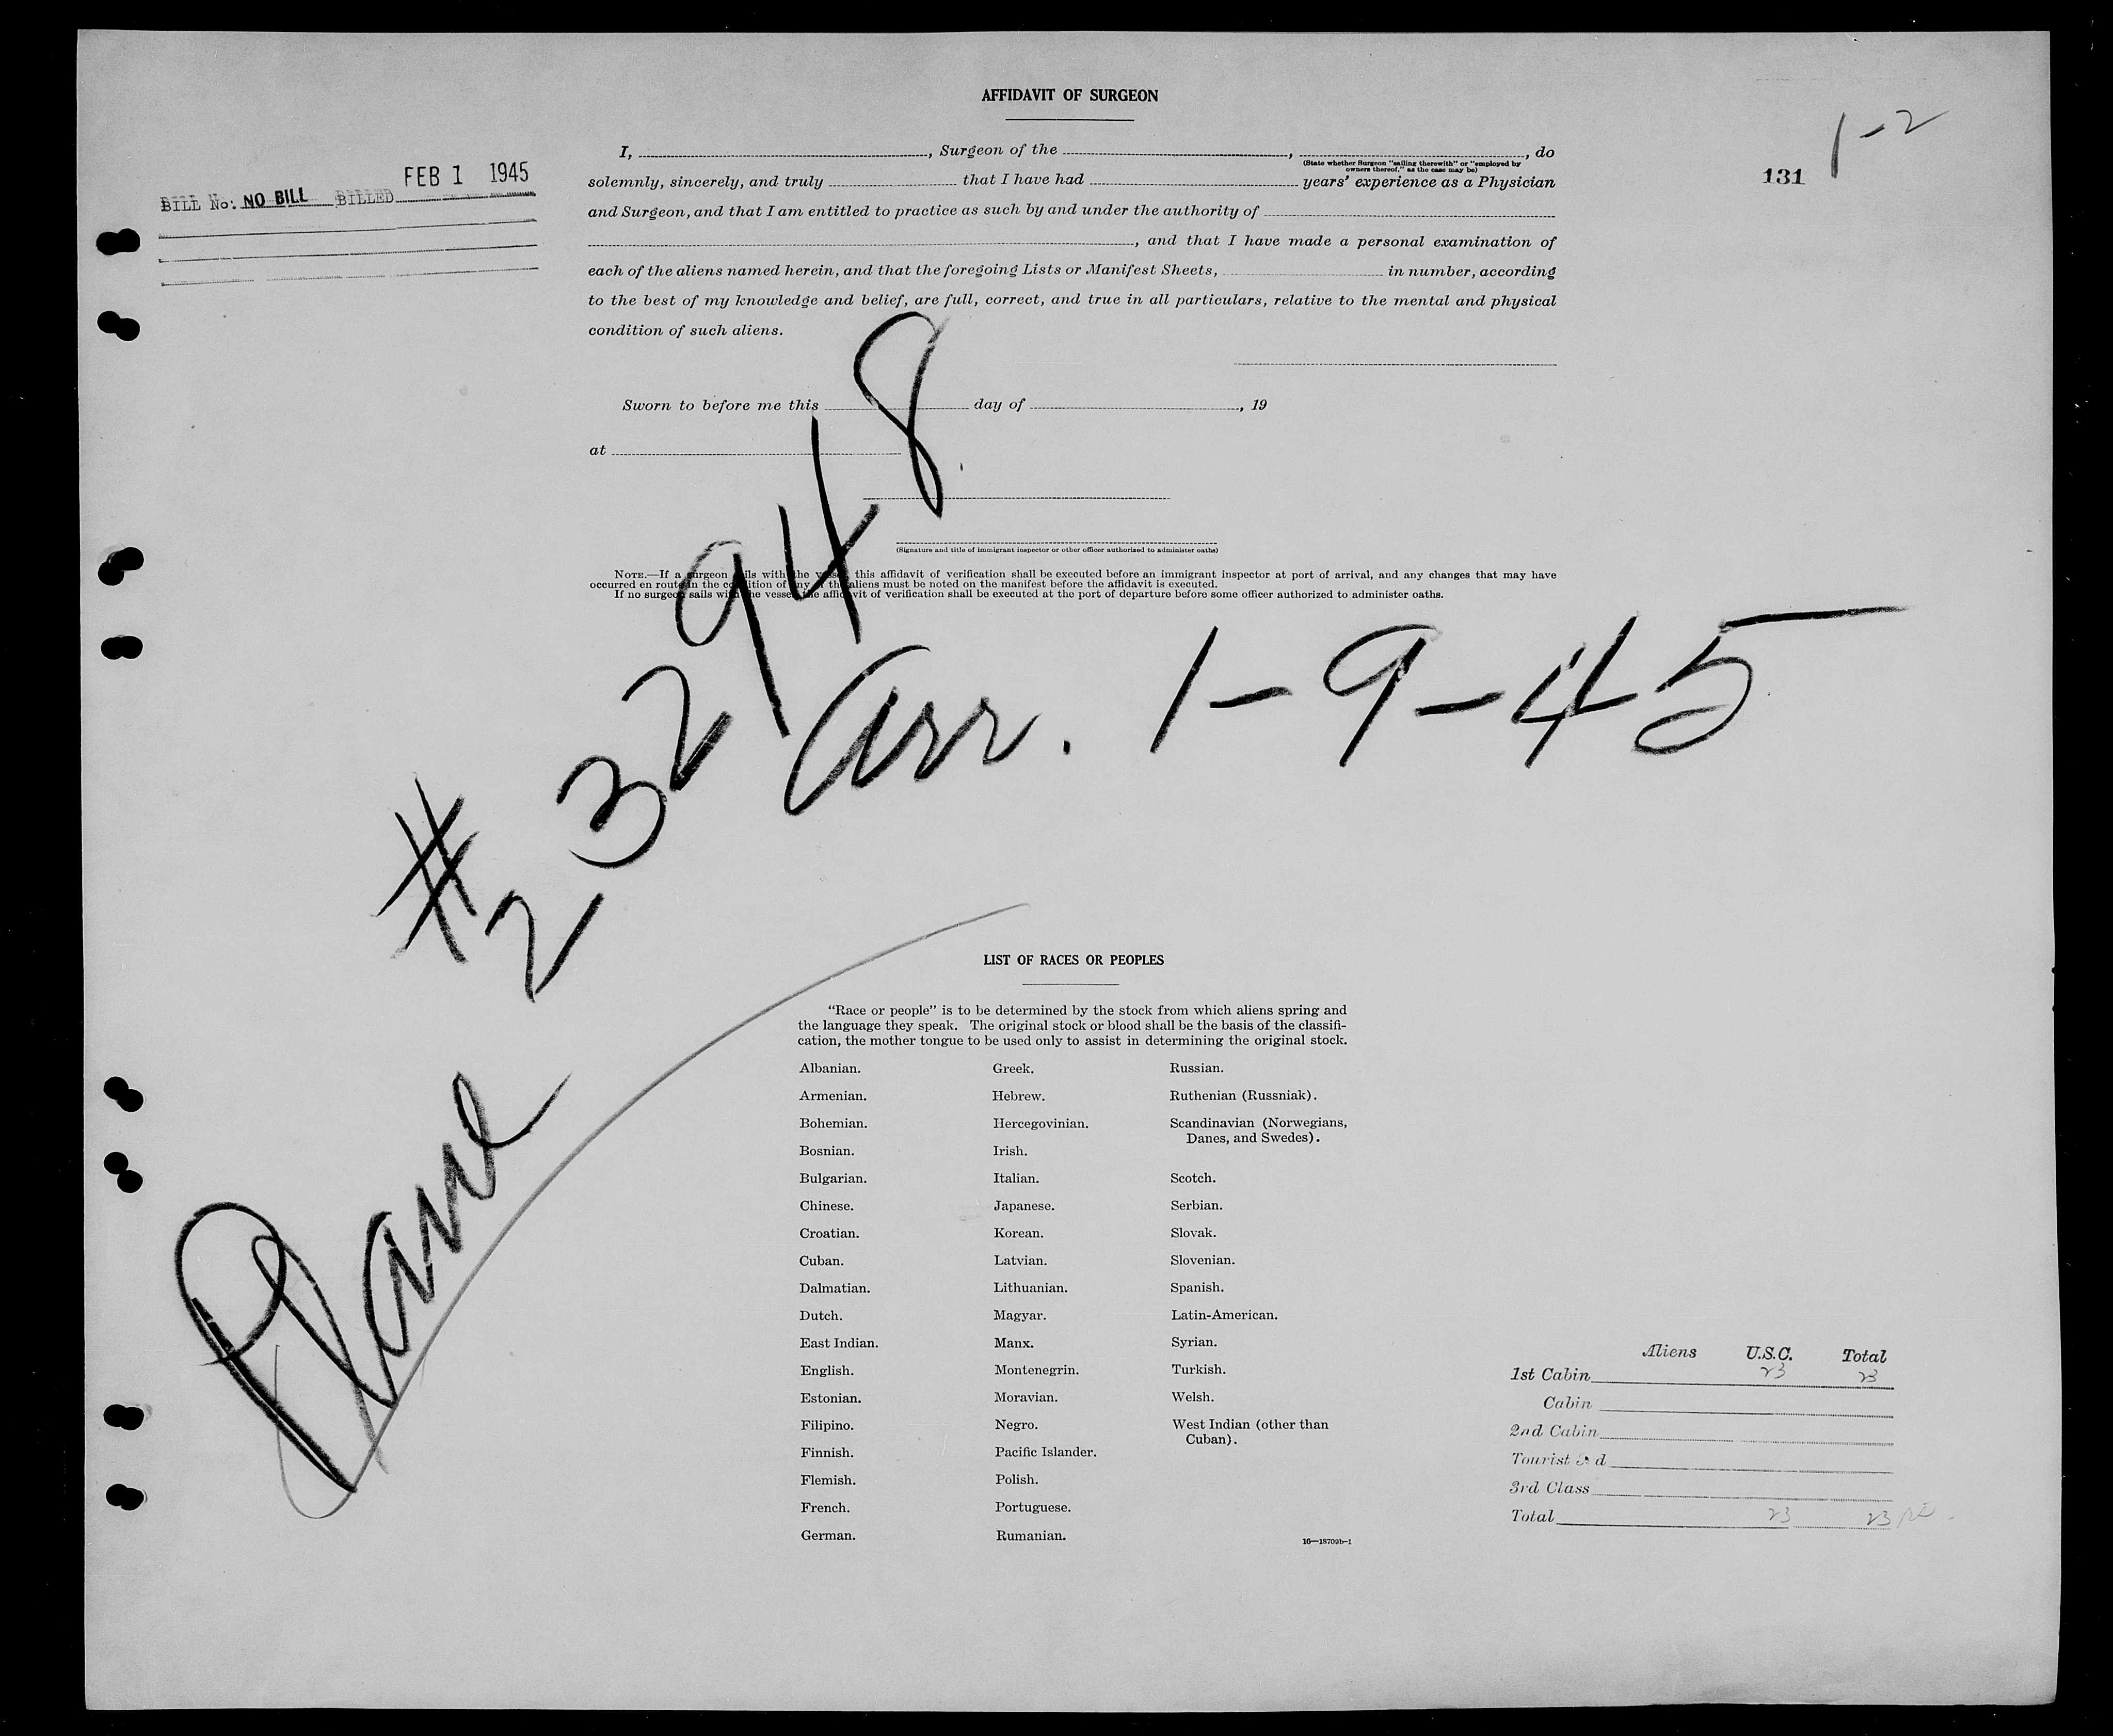 AFFIDAVIT OF SURGEON
1-2
131
FEB 1 1945
BILL No: NO BILL BILLED
I, , Surgeon of the , , do
(State whether Surgeon "sailing therewith" or "employed by
owners thereof," as the case may be)
solemnly, sincerely, and truly that I have had years' experience as a Physician
and Surgeon, and that I am entitled to practice as such by and under the authority of
, and that I have made a personal examination of
each of the aliens named herein, and that the foregoing Lists or Manifest Sheets, in number, according
to the best of my knowledge and belief, are full, correct, and true in all particulars, relative to the mental and physical
condition of such aliens.
Sworn to before me this day of , 19
at
(Signature and title of immigrant inspector or other officer authorized to administer oaths)
NOTE.—If a surgeon sails with the vessel this affidavit of verification shall be executed before an immigrant inspector at port of arrival, and any changes that may have
occurred en route in the condition of any of the aliens must be noted on the manifest before the affidavit is executed.
If no surgeon sails with the vessel the affidavit of verification shall be executed at the port of departure before some officer authorized to administer oaths.
Plane #232948
Arr. 1-9-45
LIST OF RACES OR PEOPLES
"Race or people" is to be determined by the stock from which aliens spring and
the language they speak. The original stock or blood shall be the basis of the classifi-
cation, the mother tongue to be used only to assist in determining the original stock.
Albanian.
Armenian.
Bohemian.
Bosnian.
Bulgarian.
Chinese.
Croatian.
Cuban.
Dalmatian.
Dutch.
East Indian.
English.
Estonian.
Filipino.
Finnish.
Flemish.
French.
German.
Greek.
Hebrew.
Hercegovinian.
Irish.
Italian.
Japanese.
Korean.
Latvian.
Lithuanian.
Magyar.
Manx.
Montenegrin.
Moravian.
Negro.
Pacific Islander.
Polish.
Portuguese.
Rumanian.
Russian.
Ruthenian (Russniak).
Scandinavian (Norwegians,
Danes, and Swedes).
Scotch.
Serbian.
Slovak.
Slovenian.
Spanish.
Latin-American.
Syrian.
Turkish.
Welsh.
West Indian (other than
Cuban).
16—18709b-1
Aliens U.S.C. Total
1st Cabin 23 23
Cabin
2nd Cabin
Tourist 3d
3rd Class
Total 23 23